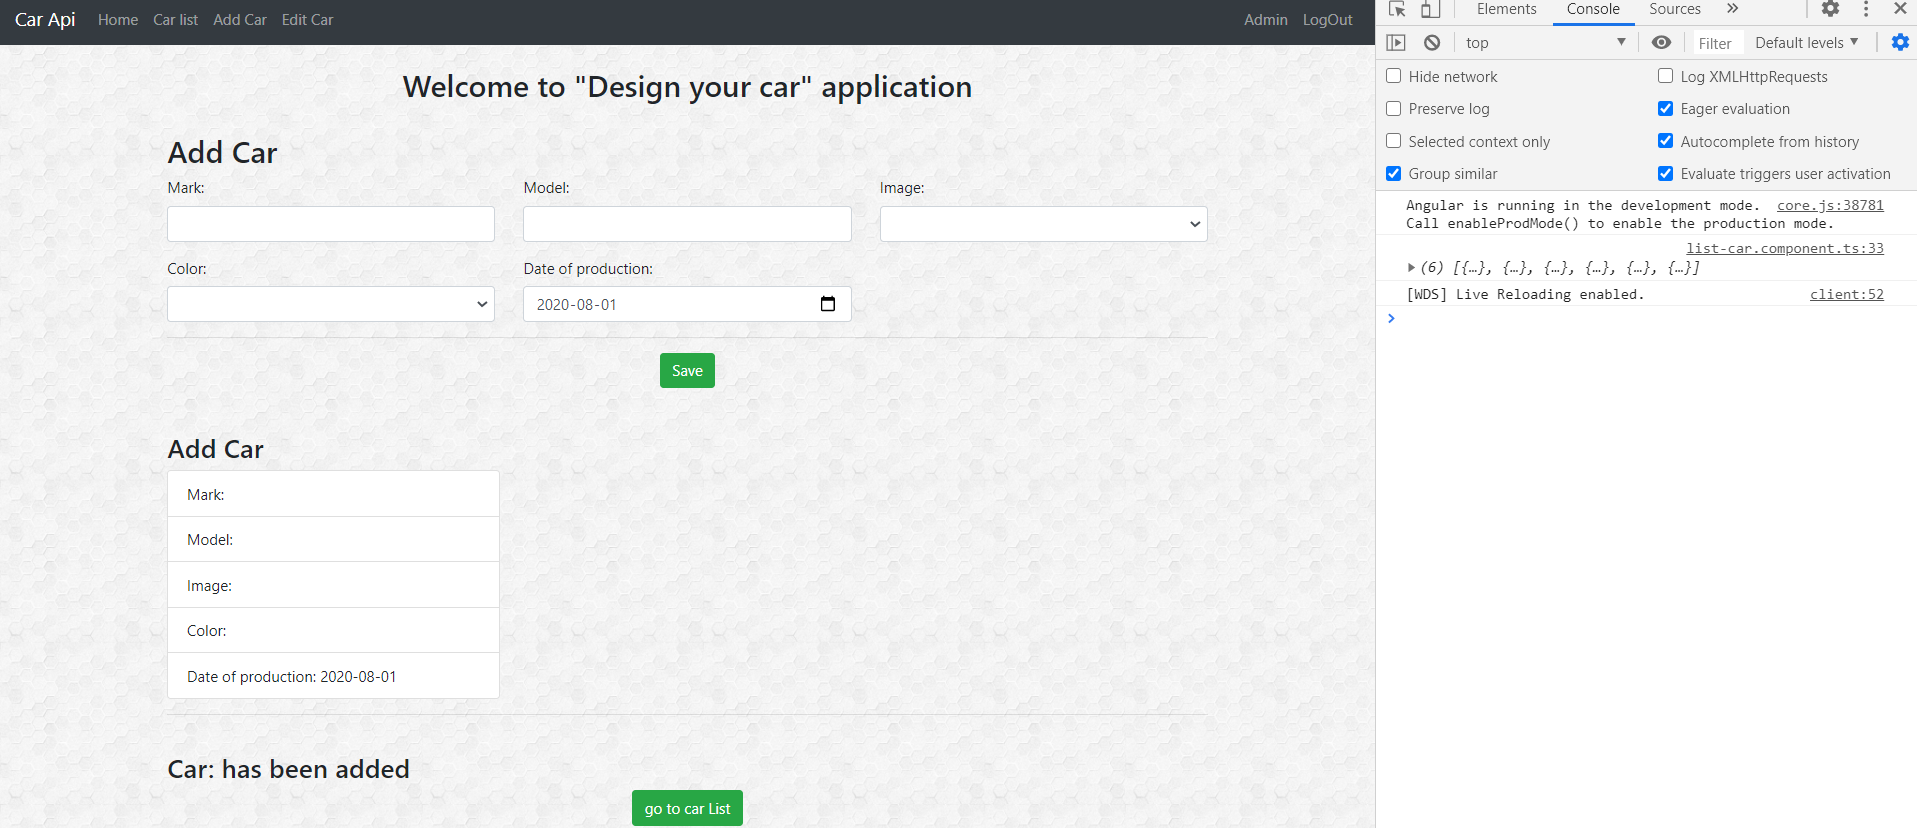 Car Api Home Car list Add Car Edit Car Admin LogOut
Welcome to "Design your car" application
Add Car
Mark: Model: Image:
Color: Date of production:
2020-08-01
Save
Add Car
Mark:
Model:
Image:
Color:
Date of production: 2020-08-01
Car: has been added
go to car List
Elements Console Sources »
top Filter Default levels
Hide network Log XMLHttpRequests
Preserve log Eager evaluation
Selected context only Autocomplete from history
Group similar Evaluate triggers user activation
Angular is running in the development mode. core.js:38781
Call enableProdMode() to enable the production mode.
list-car.component.ts:33
(6) [{…}, {…}, {…}, {…}, {…}, {…}]
[WDS] Live Reloading enabled. client:52